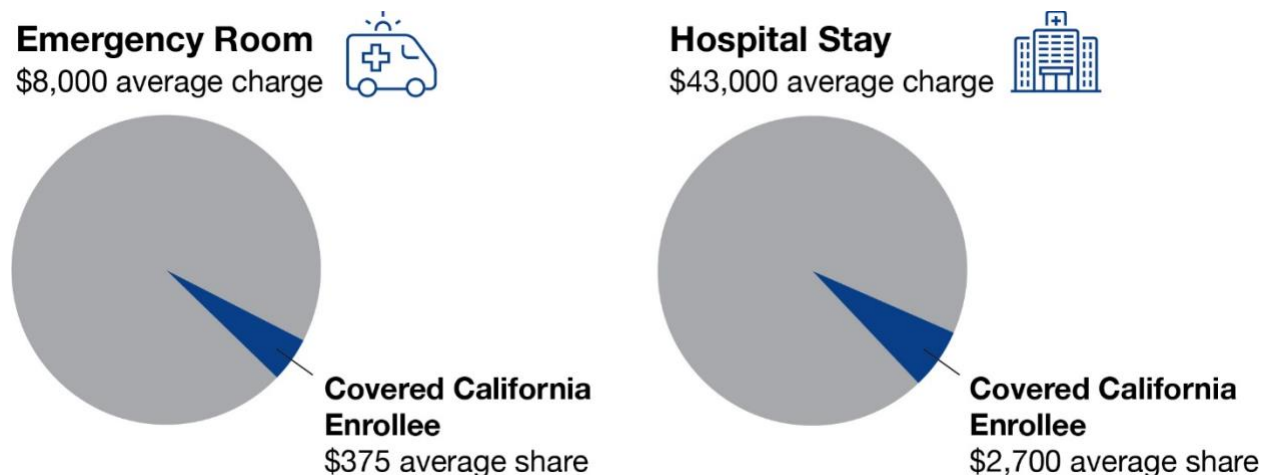 Emergency Room
$8,000 average charge
Covered California
Enrollee
$375 average share
Hospital Stay
$43,000 average charge
Covered California
Enrollee
$2,700 average share